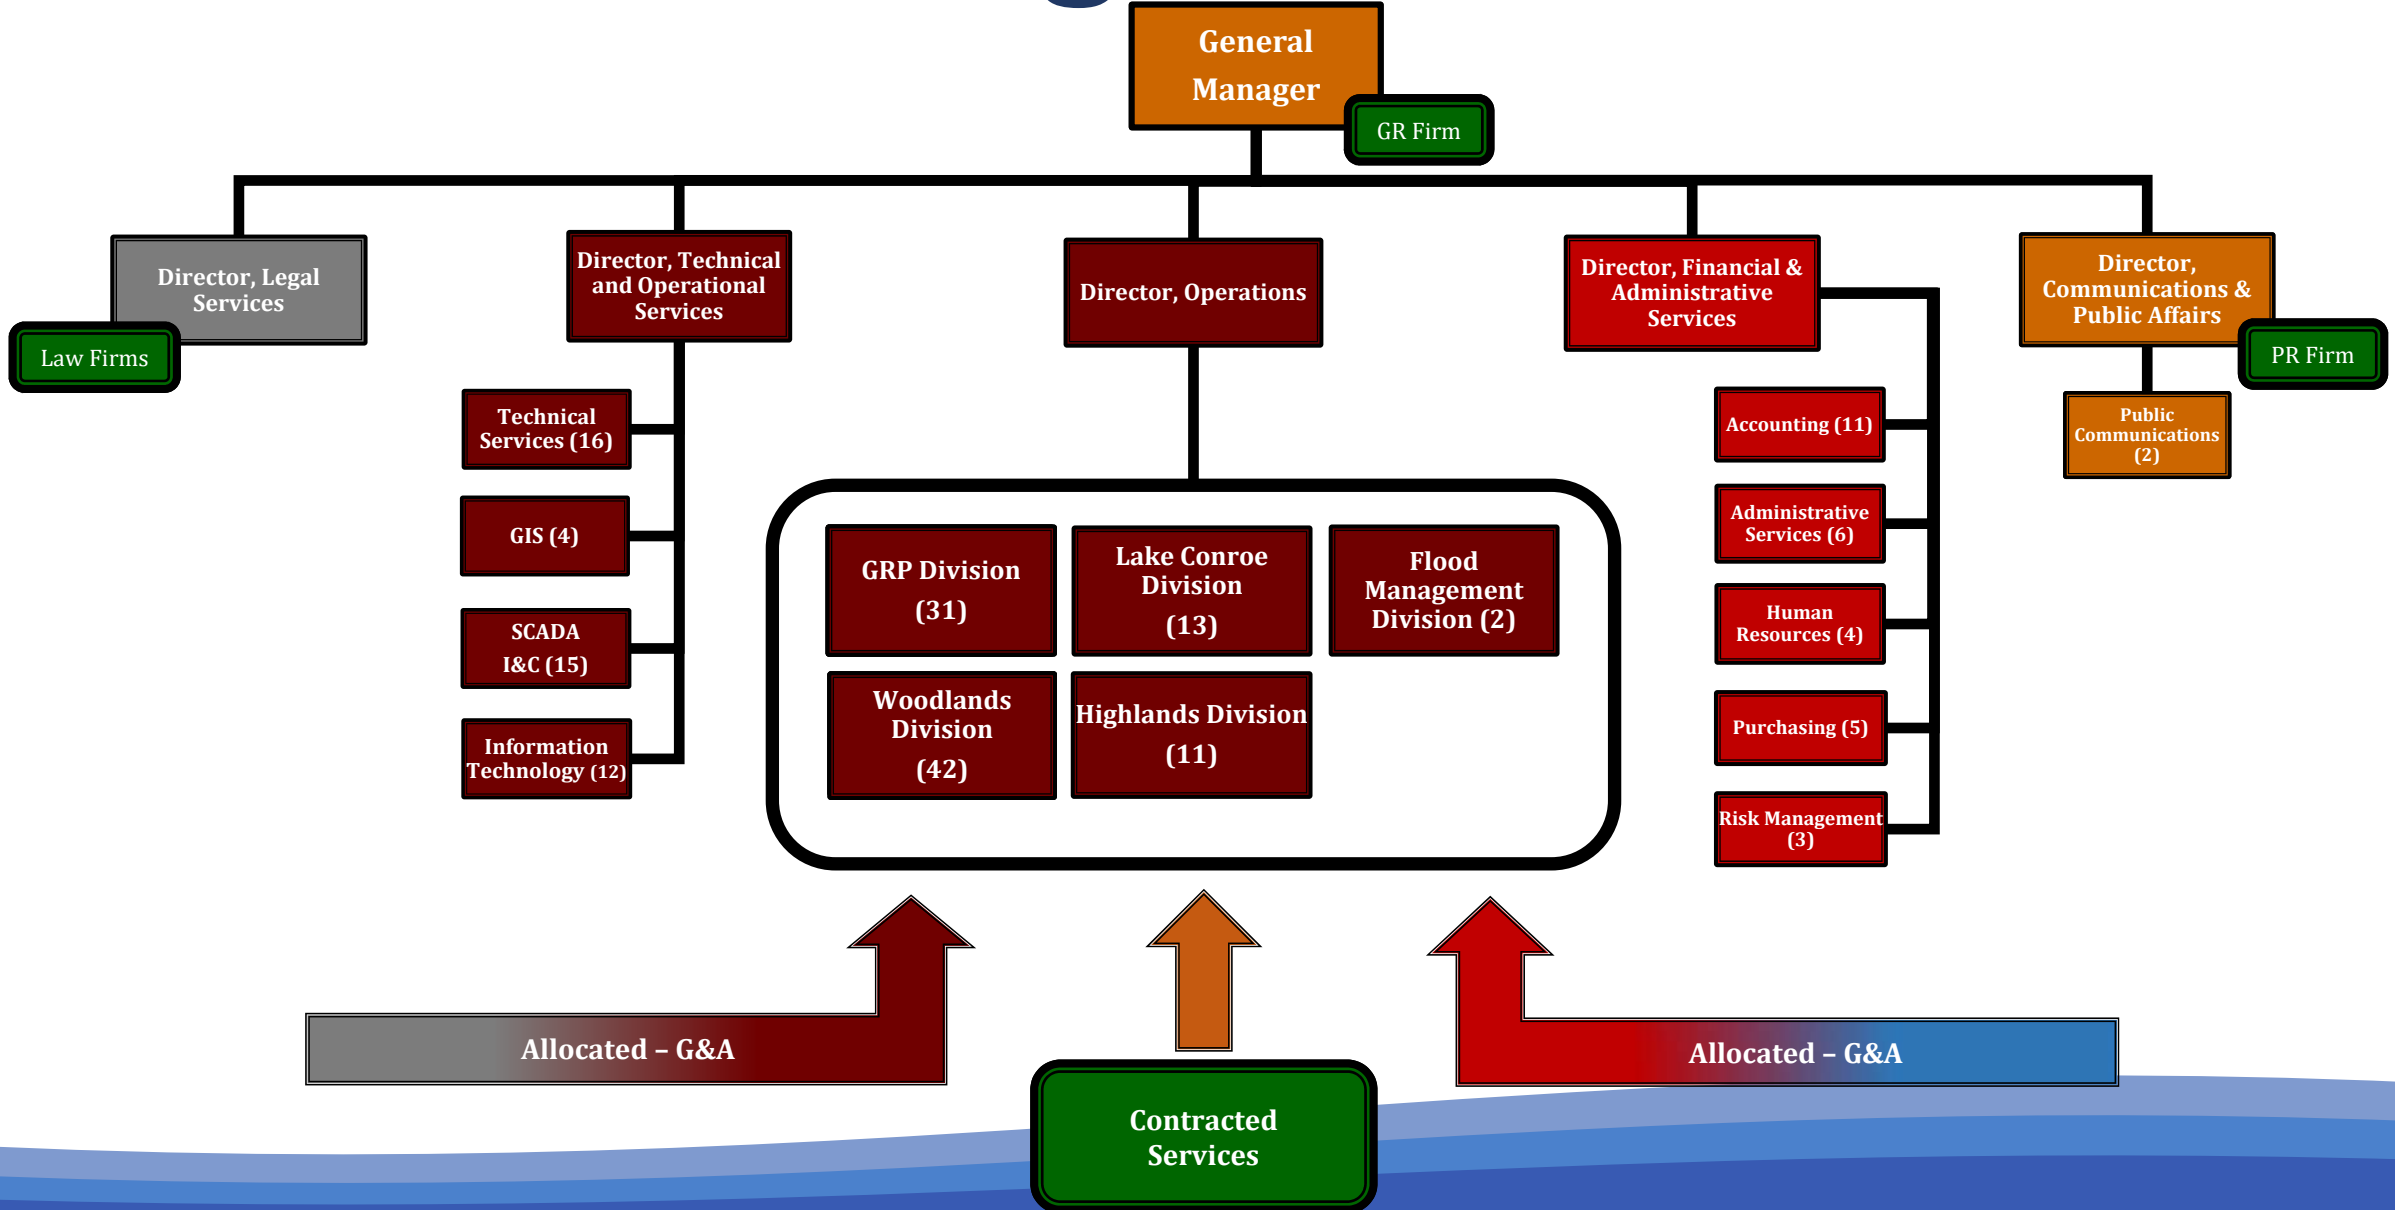 General
Manager
GR Firm
Director, Legal
Services
Law Firms
Director, Technical
and Operational
Services
Director, Operations
Director, Financial &
Administrative
Services
Director,
Communications &
Public Affairs
PR Firm
Technical
Services (16)
GIS (4)
SCADA
I&C (15)
Information
Technology (12)
GRP Division
(31)
Lake Conroe
Division
(13)
Flood
Management
Division (2)
Woodlands
Division
(42)
Highlands Division
(11)
Accounting (11)
Administrative
Services (6)
Human
Resources (4)
Purchasing (5)
Risk Management
(3)
Public
Communications
(2)
Allocated – G&A
Contracted
Services
Allocated – G&A